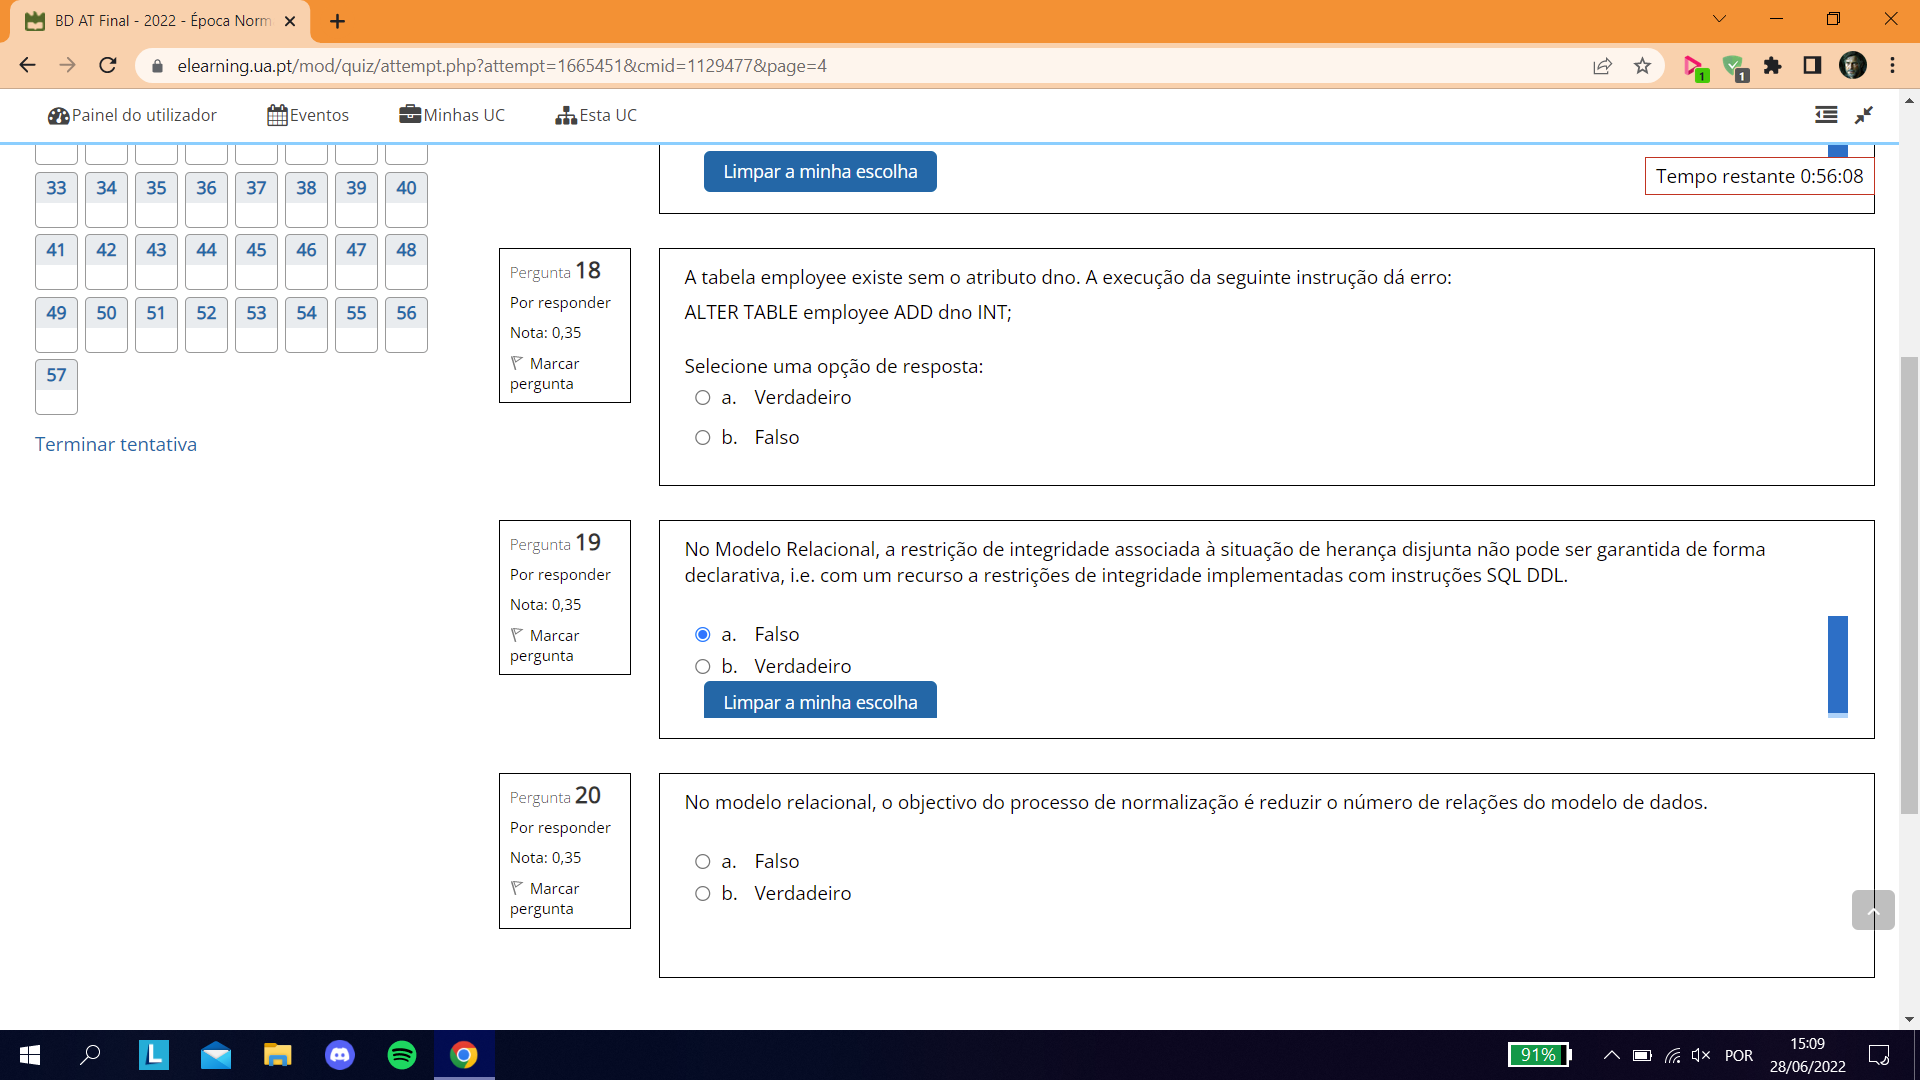 BD AT Final - 2022 - Época Norm
elearning.ua.pt/mod/quiz/attempt.php?attempt=1665451&cmid=1129477&page=4
1
1
Painel do utilizador
Eventos
Minhas UC
Esta UC
33 34 35 36 37 38 39 40
41 42 43 44 45 46 47 48
49 50 51 52 53 54 55 56
57
Terminar tentativa
Limpar a minha escolha
Tempo restante 0:56:08
Pergunta 18
Por responder
Nota: 0,35
Marcar
pergunta
A tabela employee existe sem o atributo dno. A execução da seguinte instrução dá erro:
ALTER TABLE employee ADD dno INT;
Selecione uma opção de resposta:
a. Verdadeiro
b. Falso
Pergunta 19
Por responder
Nota: 0,35
Marcar
pergunta
No Modelo Relacional, a restrição de integridade associada à situação de herança disjunta não pode ser garantida de forma
declarativa, i.e. com um recurso a restrições de integridade implementadas com instruções SQL DDL.
a. Falso
b. Verdadeiro
Limpar a minha escolha
Pergunta 20
Por responder
Nota: 0,35
Marcar
pergunta
No modelo relacional, o objectivo do processo de normalização é reduzir o número de relações do modelo de dados.
a. Falso
b. Verdadeiro
L
91%
POR
15:09
28/06/2022